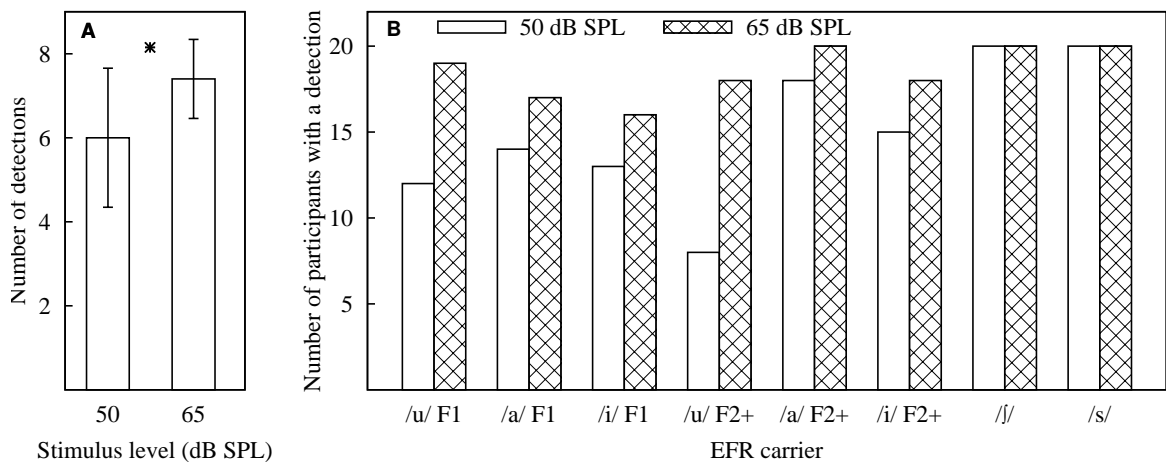 A
*
Number of detections
8
6
4
2
50 65
Stimulus level (dB SPL)
B
50 dB SPL 65 dB SPL
Number of participants with a detection
20
15
10
5
/u/ F1 /a/ F1 /i/ F1 /u/ F2+ /a/ F2+ /i/ F2+ /ʃ/ /s/
EFR carrier